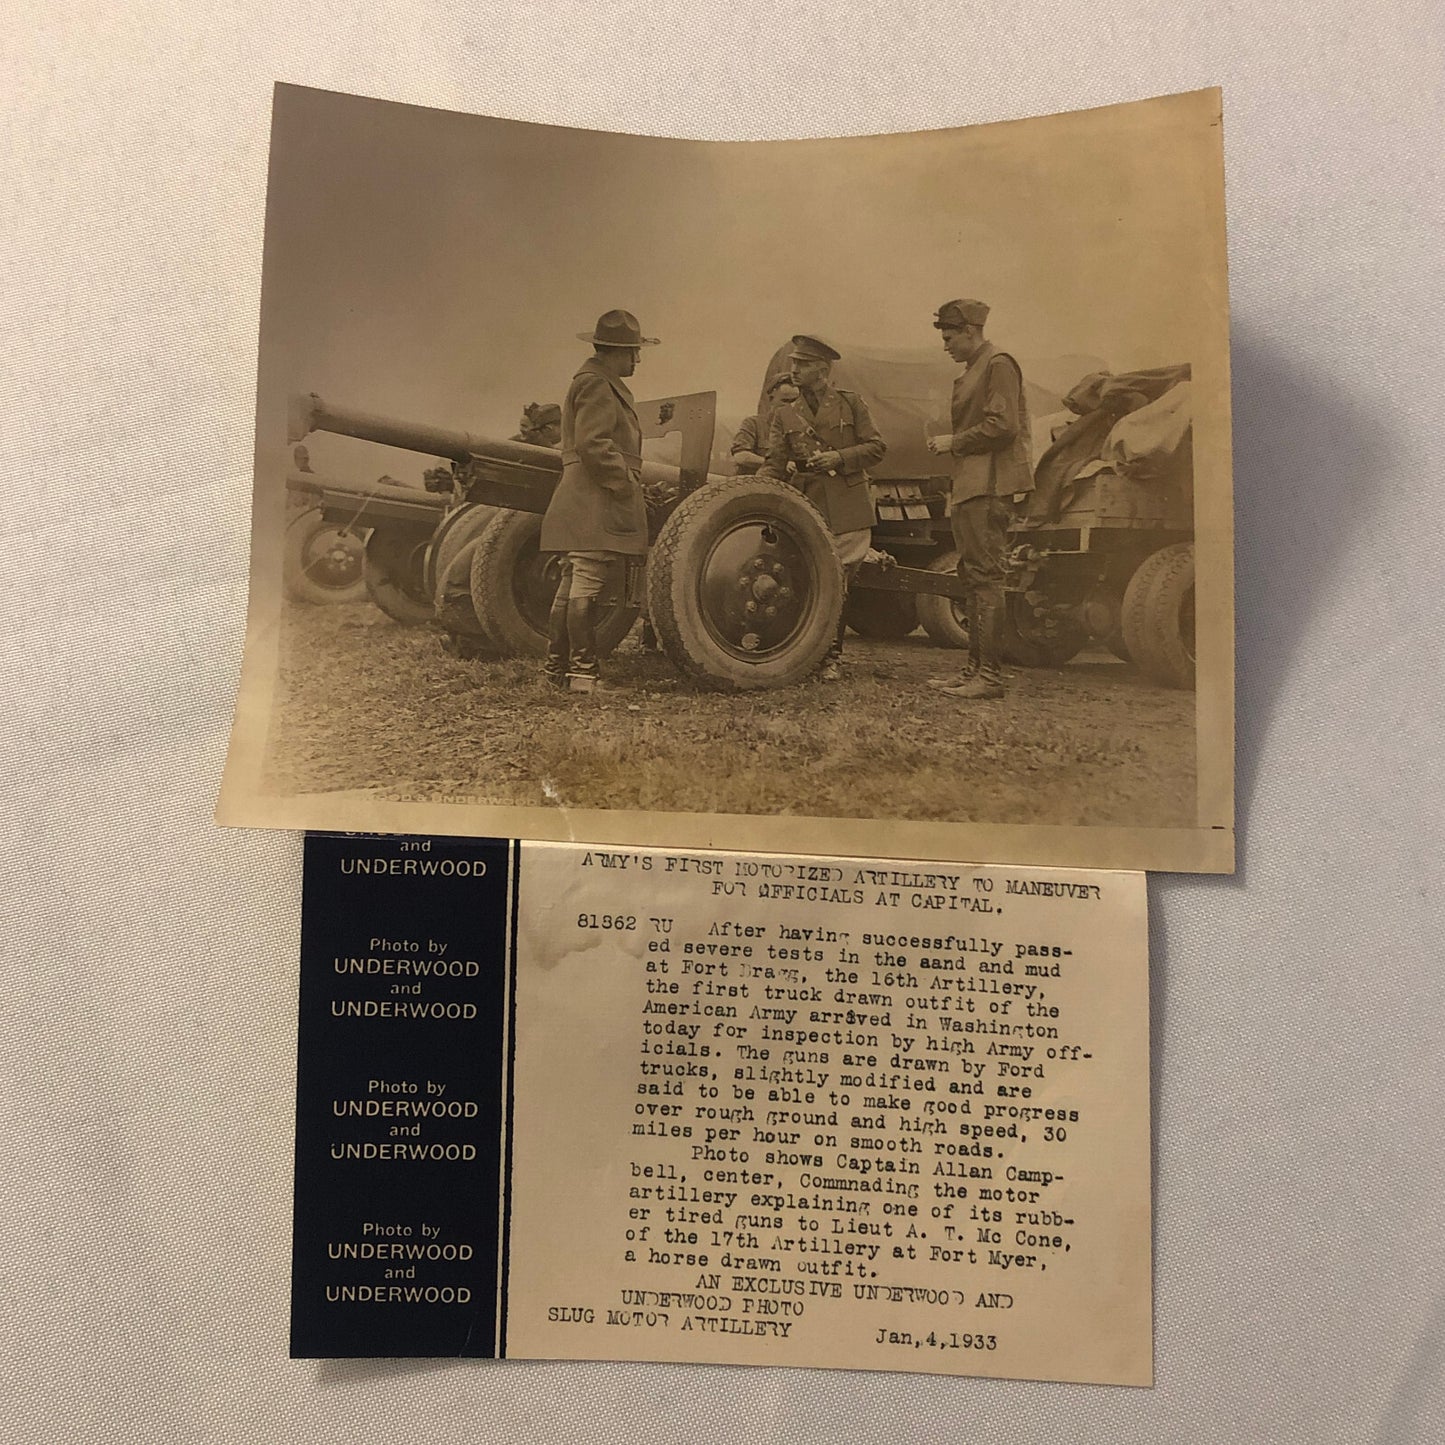 WOOD & UNDERWOOD
and
UNDERWOOD
Photo by
UNDERWOOD
and
UNDERWOOD
Photo by
UNDERWOOD
and
UNDERWOOD
Photo by
UNDERWOOD
and
UNDERWOOD
ARMY'S FIRST MOTORIZED ARTILLERY TO MANEUVER
FOR OFFICIALS AT CAPITAL.
81862 RU After having successfully pass-
ed severe tests in the aand and mud
at Fort Bragg, the 16th Artillery,
the first truck drawn outfit of the
American Army arrived in Washington
today for inspection by high Army off-
icials. The guns are drawn by Ford
trucks, slightly modified and are
said to be able to make good progress
over rough ground and high speed, 30
miles per hour on smooth roads.
Photo shows Captain Allan Camp-
bell, center, Commnading the motor
artillery explaining one of its rubb-
er tired guns to Lieut A. T. Mc Cone,
of the 17th Artillery at Fort Myer,
a horse drawn outfit.
AN EXCLUSIVE UNDERWOOD AND
UNDERWOOD PHOTO
SLUG MOTOR ARTILLERY Jan,4,1933